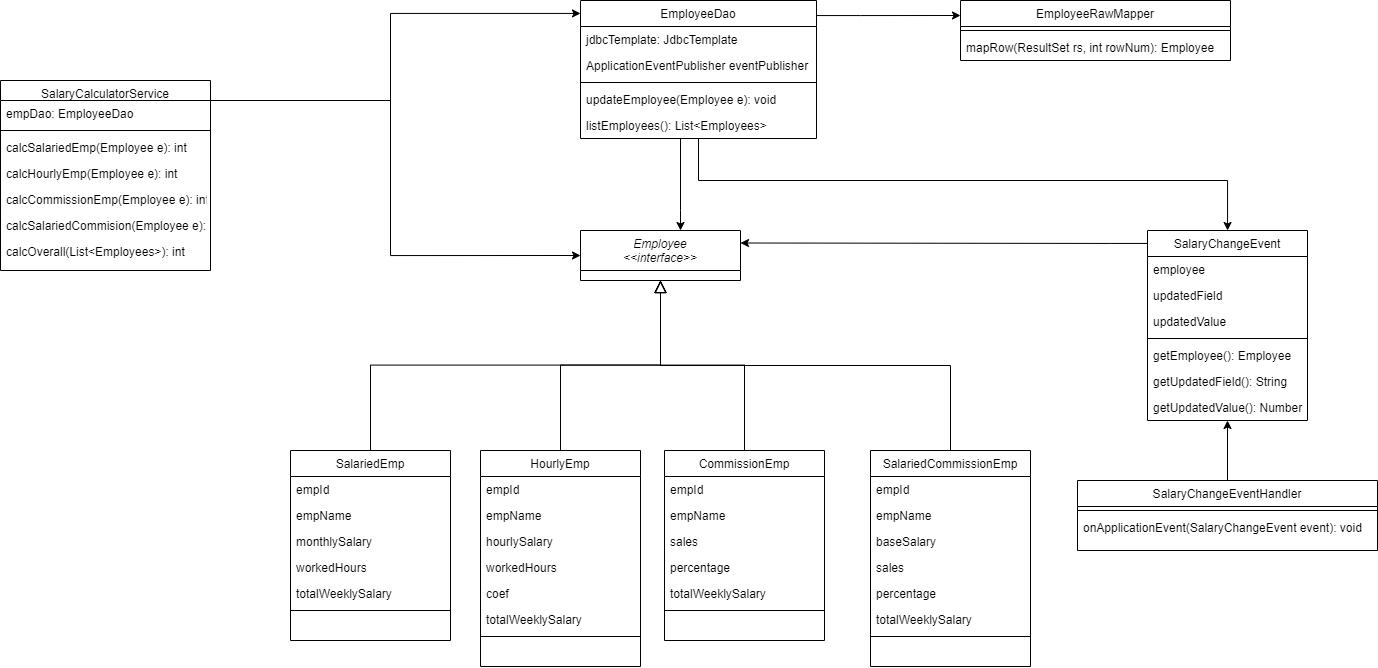 EmployeeDao
jdbcTemplate: JdbcTemplate
ApplicationEventPublisher eventPublisher
updateEmployee(Employee e): void
listEmployees(): List<Employees>
EmployeeRawMapper
mapRow(ResultSet rs, int rowNum): Employee
SalaryCalculatorService
empDao: EmployeeDao
calcSalariedEmp(Employee e): int
calcHourlyEmp(Employee e): int
calcCommissionEmp(Employee e): int
calcSalariedCommision(Employee e):
calcOverall(List<Employees>): int
Employee
<<interface>>
SalaryChangeEvent
employee
updatedField
updatedValue
getEmployee(): Employee
getUpdatedField(): String
getUpdatedValue(): Number
SalariedEmp
empId
empName
monthlySalary
workedHours
totalWeeklySalary
HourlyEmp
empId
empName
hourlySalary
workedHours
coef
totalWeeklySalary
CommissionEmp
empId
empName
sales
percentage
totalWeeklySalary
SalariedCommissionEmp
empId
empName
baseSalary
sales
percentage
totalWeeklySalary
SalaryChangeEventHandler
onApplicationEvent(SalaryChangeEvent event): void